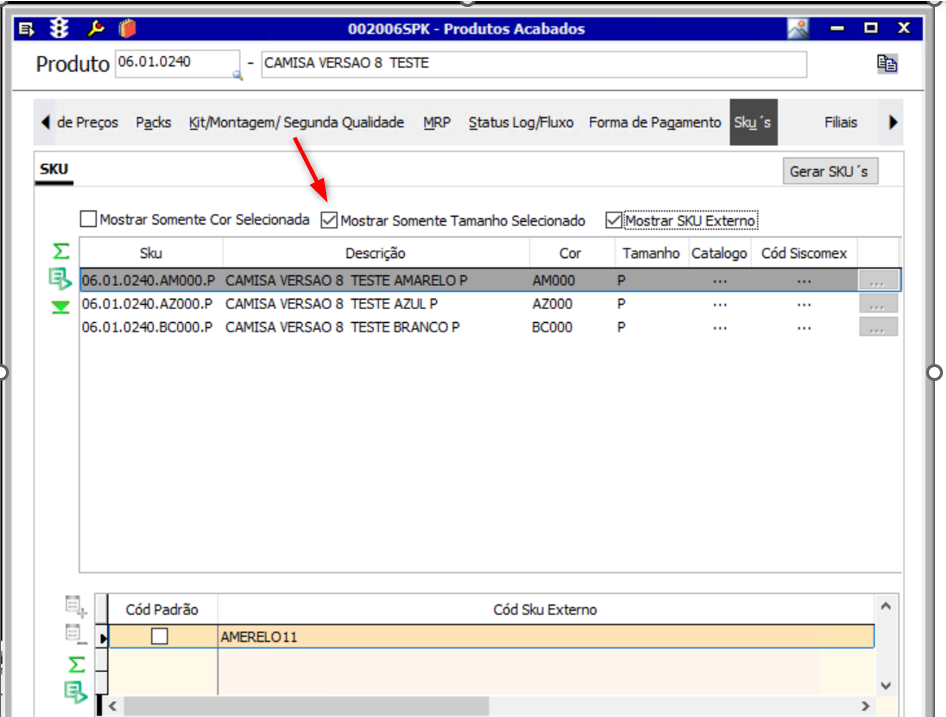 002006SPK - Produtos Acabados
Produto 06.01.0240 - CAMISA VERSAO 8 TESTE
de Preços Packs Kit/Montagem/ Segunda Qualidade MRP Status Log/Fluxo Forma de Pagamento Sku´s Filiais
SKU Gerar SKU´s
Mostrar Somente Cor Selecionada Mostrar Somente Tamanho Selecionado Mostrar SKU Externo
Sku Descrição Cor Tamanho Catalogo Cód Siscomex
06.01.0240.AM000.P CAMISA VERSAO 8 TESTE AMARELO P AM000 P ... ... ...
06.01.0240.AZ000.P CAMISA VERSAO 8 TESTE AZUL P AZ000 P ... ... ...
06.01.0240.BC000.P CAMISA VERSAO 8 TESTE BRANCO P BC000 P ... ... ...
Cód Padrão Cód Sku Externo
AMERELO11